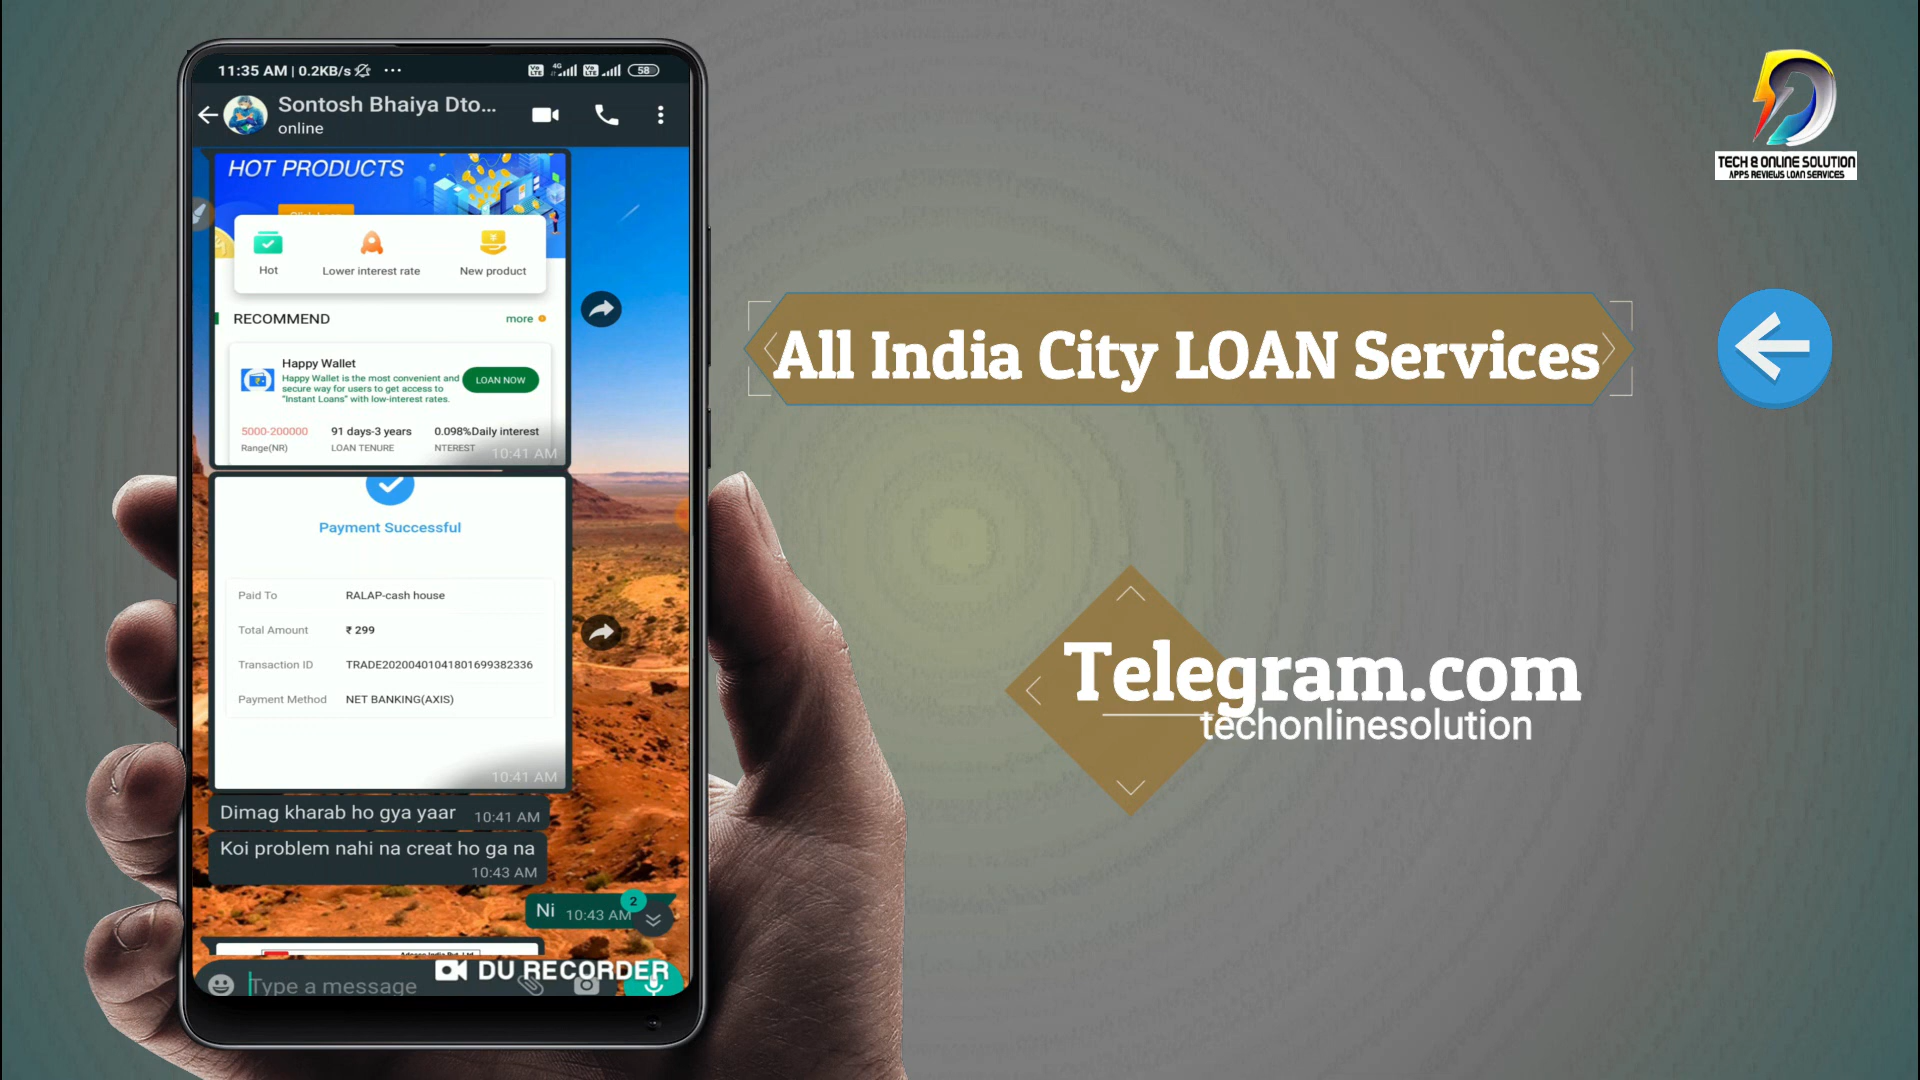 11:35 AM | 0.2KB/s ...
4G
58
Sontosh Bhaiya Dto...
online
HOT PRODUCTS
Hot
Lower interest rate
New product
RECOMMEND
more
Happy Wallet
Happy Wallet is the most convenient and
secure way for users to get access to
"Instant Loans" with low-interest rates.
LOAN NOW
5000-200000
91 days-3 years
0.098%Daily interest
Range(NR)
LOAN TENURE
NTEREST
10:41 AM
Payment Successful
Paid To RALAP-cash house
Total Amount ₹ 299
Transaction ID TRADE20200401041801699382336
Payment Method NET BANKING(AXIS)
10:41 AM
Dimag kharab ho gya yaar 10:41 AM
Koi problem nahi na creat ho ga na
10:43 AM
Ni 10:43 AM
2
DU RECORDER
Type a message
TECH & ONLINE SOLUTION
APPS REVIEWS LOAN SERVICES
All India City LOAN Services
Telegram.com
techonlinesolution